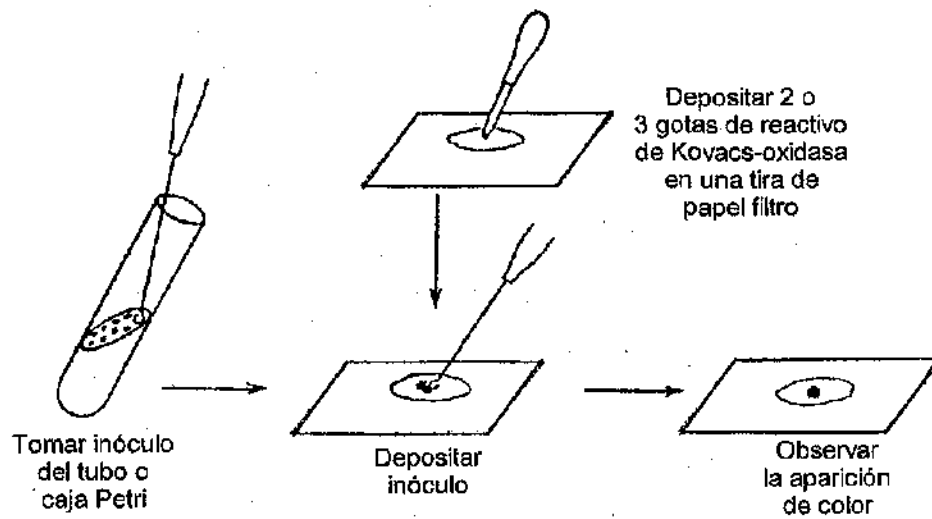 Depositar 2 o
3 gotas de reactivo
de Kovacs-oxidasa
en una tira de
papel filtro
Tomar inóculo
del tubo o
caja Petri
Depositar
inóculo
Observar
la aparición
de color